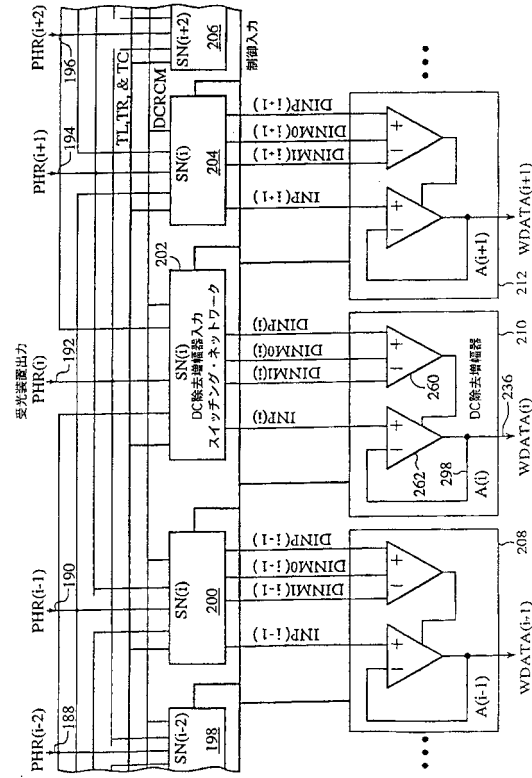 受光装置出力
PHR(i-2)
PHR(i-1)
PHR(i)
PHR(i+1)
PHR(i+2)
188
190
192
194
196
TL,TR, & TC
DCRCM
202
SN(i-2)
198
SN(i)
200
SN(i)
DC除去増幅器入力
スイッチング・ネットワーク
SN(i)
204
SN(i+2)
206
制御入力
INP(i-1)
DINM1(i-1)
DINM0(i-1)
DINP(i-1)
INP(i)
DINM1(i)
DINM0(i)
DINP(i)
INP(i+1)
DINM1(i+1)
DINM0(i+1)
DINP(i+1)
262
260
298
DC除去増幅器
236
A(i-1)
A(i)
A(i+1)
208
210
212
WDATA(i-1)
WDATA(i)
WDATA(i+1)